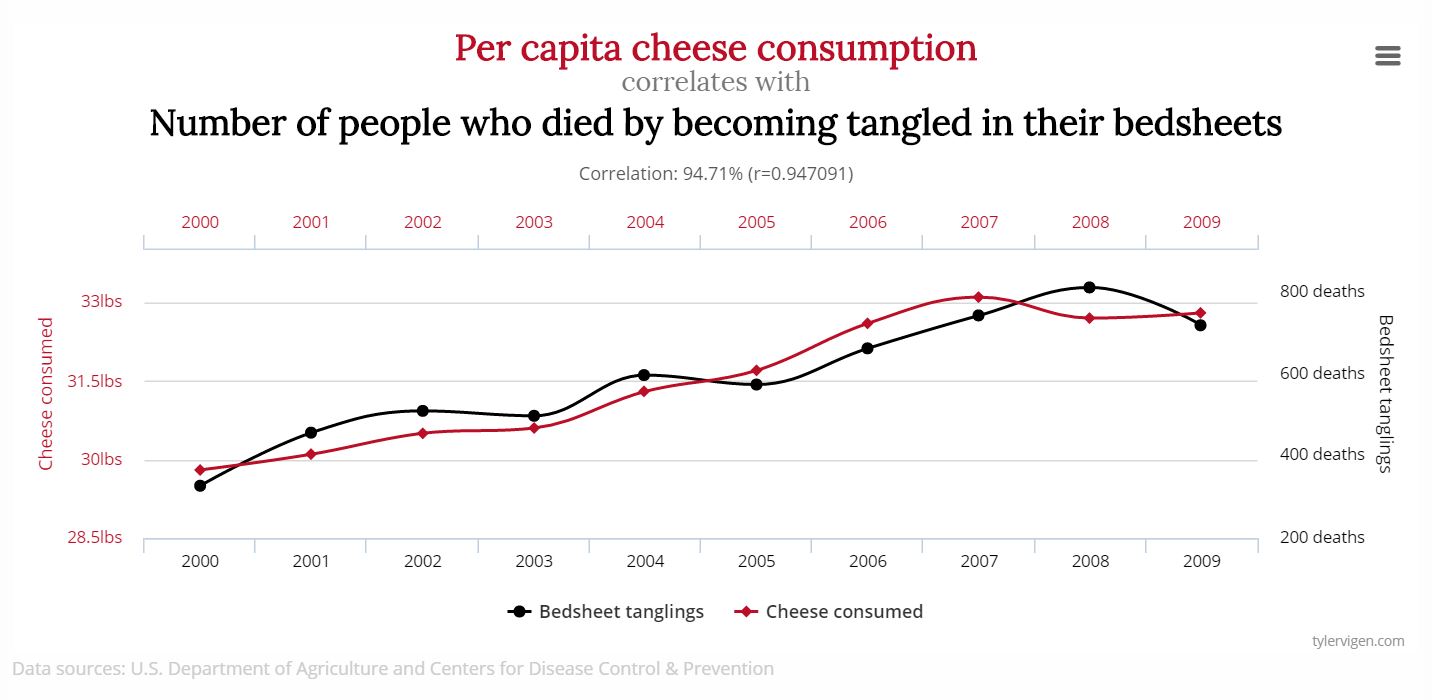 Per capita cheese consumption
correlates with
Number of people who died by becoming tangled in their bedsheets
Correlation: 94.71% (r=0.947091)
2000 2001 2002 2003 2004 2005 2006 2007 2008 2009
Cheese consumed
33lbs
31.5lbs
30lbs
28.5lbs
800 deaths
600 deaths
400 deaths
200 deaths
Bedsheet tanglings
2000 2001 2002 2003 2004 2005 2006 2007 2008 2009
Bedsheet tanglings Cheese consumed
tylervigen.com
Data sources: U.S. Department of Agriculture and Centers for Disease Control & Prevention